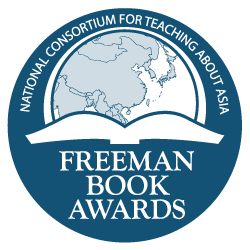 NATIONAL CONSORTIUM FOR TEACHING ABOUT ASIA
FREEMAN
BOOK
AWARDS